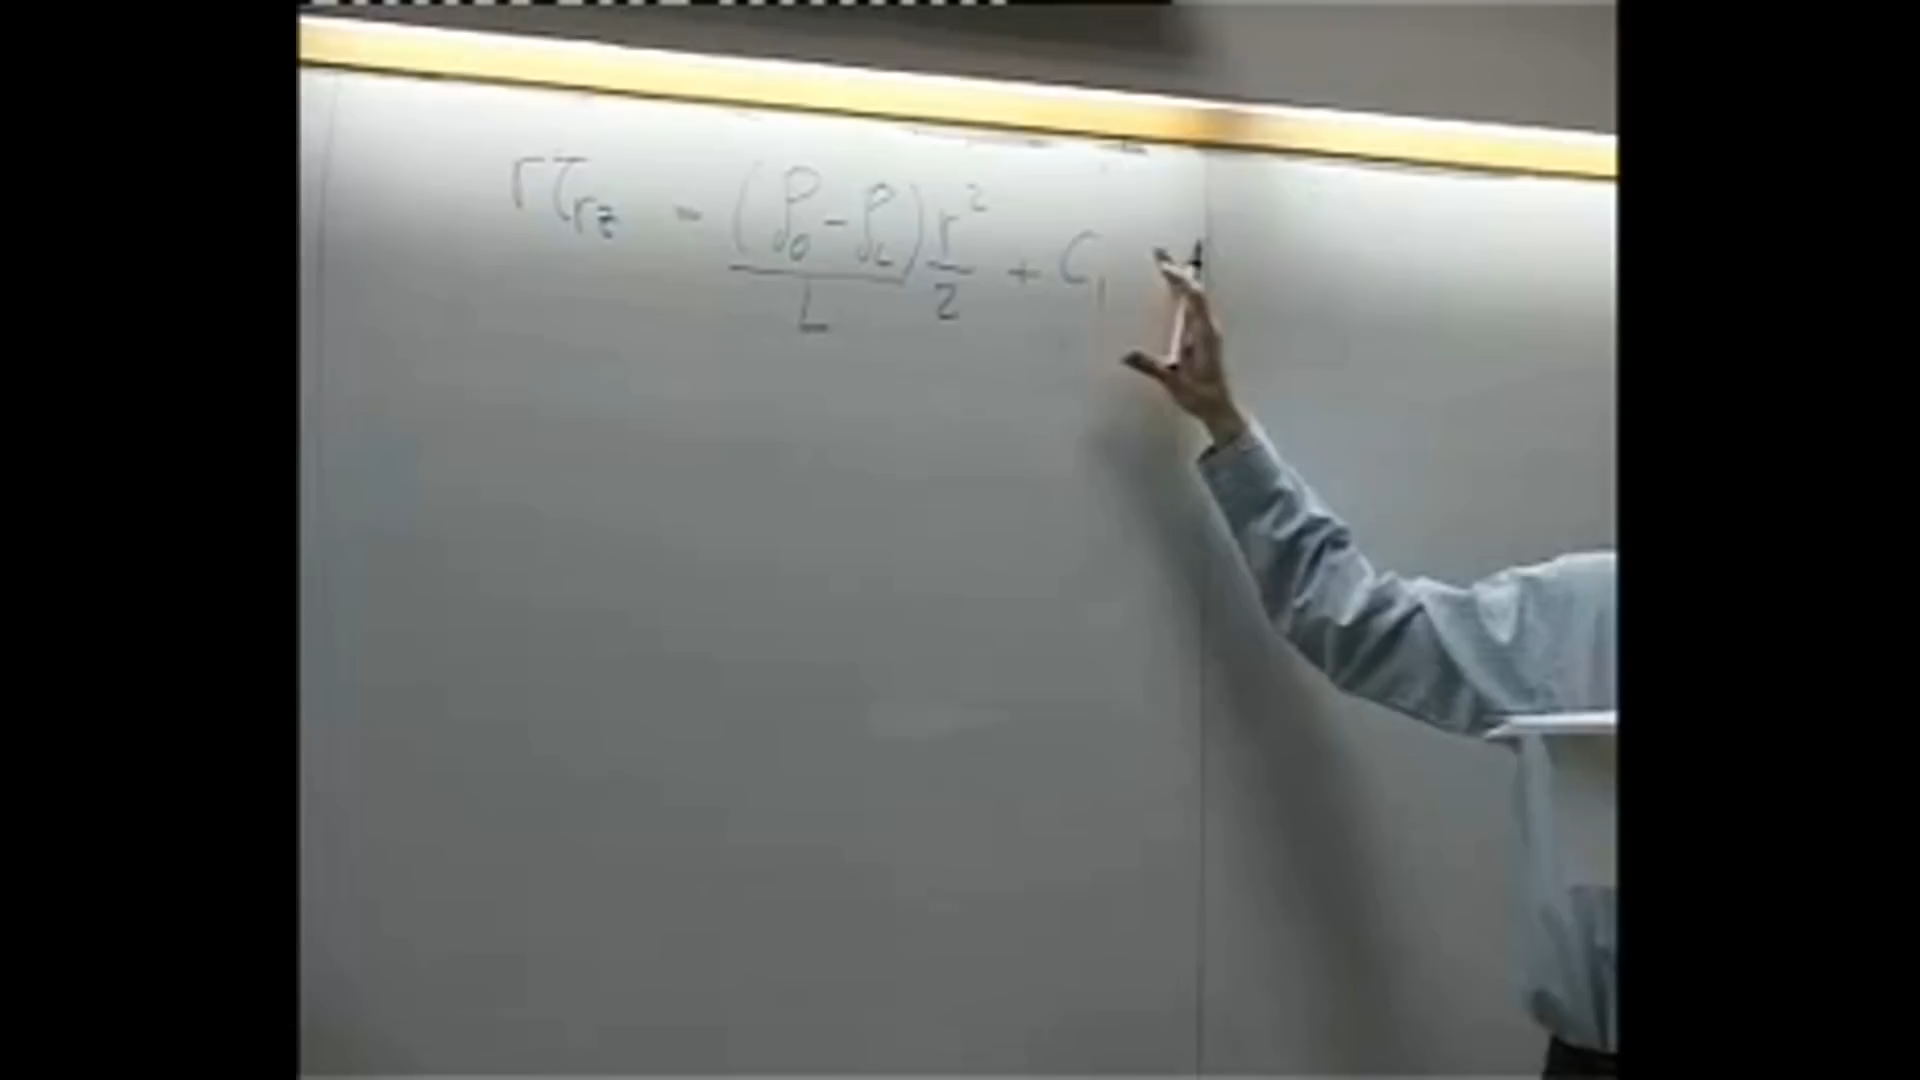 rτrz = (𝒫0 - 𝒫L)/L r²/2 + C1